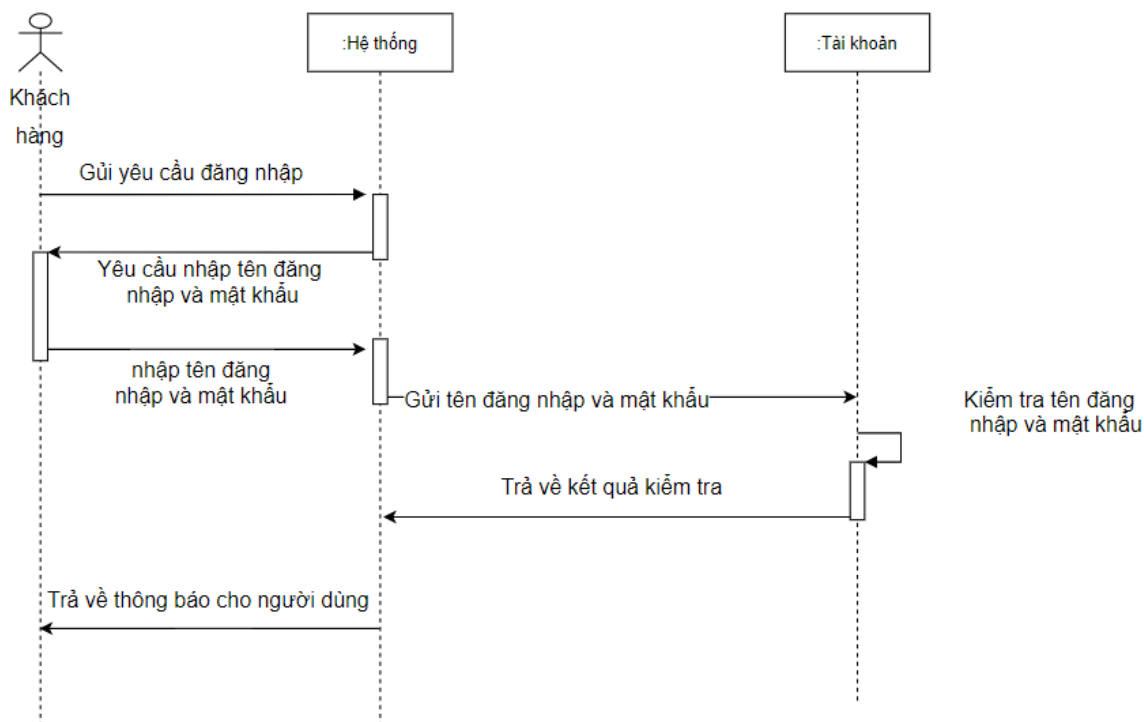 :Hệ thống
:Tài khoản
Khách
hàng
Gủi yêu cầu đăng nhập
Yêu cầu nhập tên đăng
nhập và mật khẩu
nhập tên đăng
nhập và mật khẩu
Gửi tên đăng nhập và mật khẩu
Kiểm tra tên đăng
nhập và mật khẩu
Trả về kết quả kiểm tra
Trả về thông báo cho người dùng